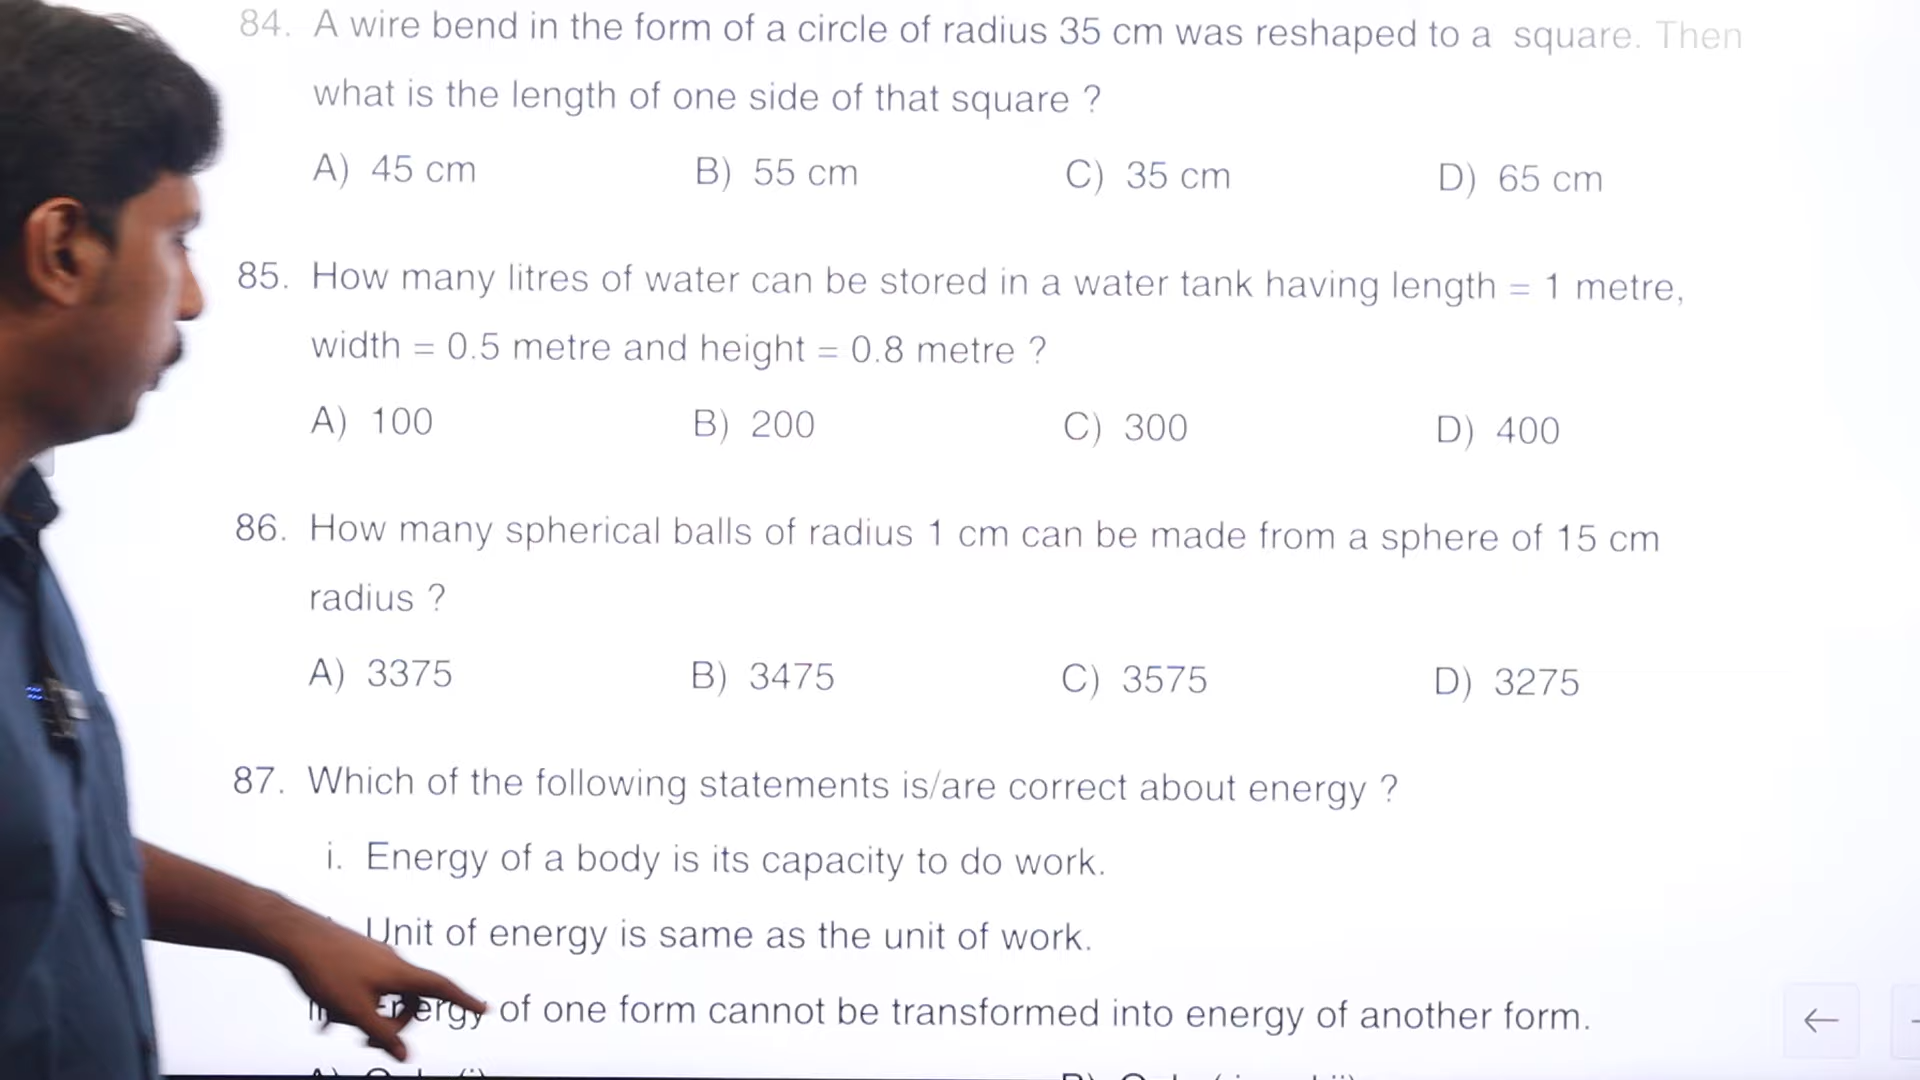 84. A wire bend in the form of a circle of radius 35 cm was reshaped to a square. Then
what is the length of one side of that square ?
A) 45 cm B) 55 cm C) 35 cm D) 65 cm
85. How many litres of water can be stored in a water tank having length = 1 metre,
width = 0.5 metre and height = 0.8 metre ?
A) 100 B) 200 C) 300 D) 400
86. How many spherical balls of radius 1 cm can be made from a sphere of 15 cm
radius ?
A) 3375 B) 3475 C) 3575 D) 3275
87. Which of the following statements is/are correct about energy ?
i. Energy of a body is its capacity to do work.
Unit of energy is same as the unit of work.
Energy of one form cannot be transformed into energy of another form.